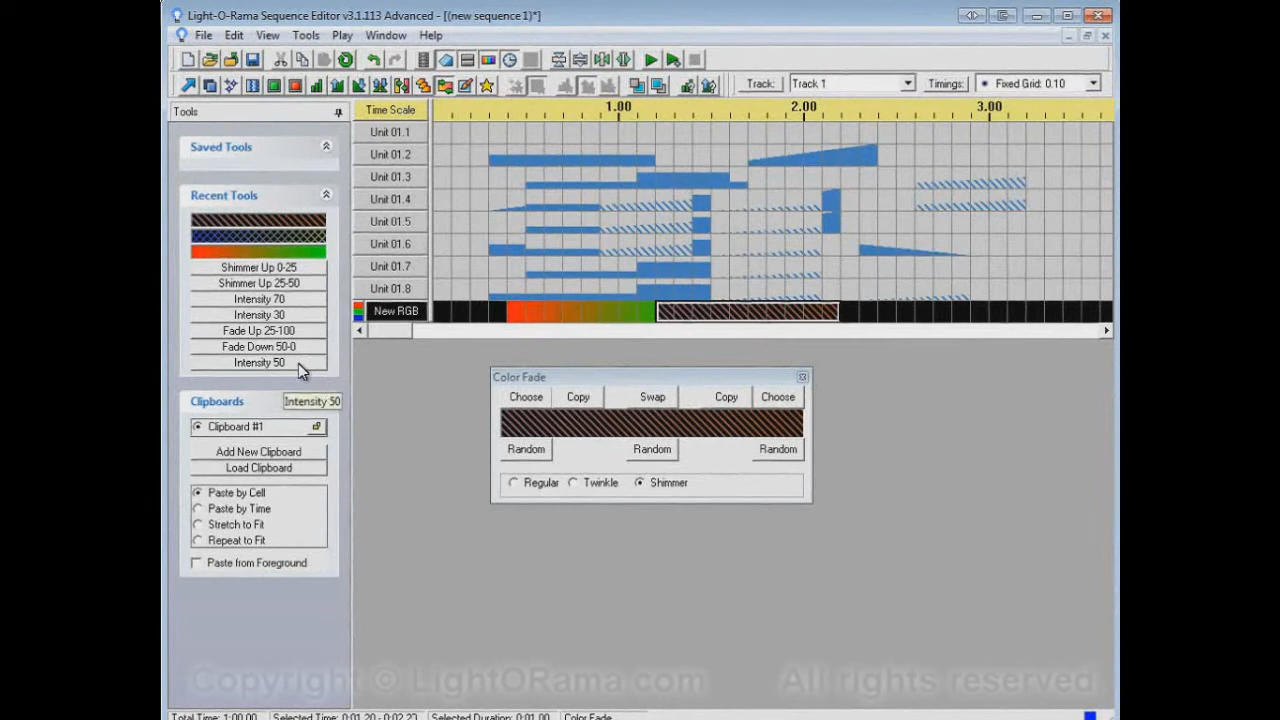 Light-O-Rama Sequence Editor v3.1.113 Advanced - [(new sequence 1)*]
File Edit View Tools Play Window Help
Track: Track 1 Timings: Fixed Grid: 0.10
Tools
Time Scale 1.00 2.00 3.00
Unit 01.1
Saved Tools
Unit 01.2
Unit 01.3
Recent Tools
Unit 01.4
Unit 01.5
Unit 01.6
Shimmer Up 0-25
Unit 01.7
Shimmer Up 25-50
Unit 01.8
Intensity 70
New RGB
Intensity 30
Fade Up 25-100
Fade Down 50-0
Intensity 50
Color Fade
Choose Copy Swap Copy Choose
Clipboards
Intensity 50
Clipboard #1
Random Random Random
Add New Clipboard
Load Clipboard
Regular Twinkle Shimmer
Paste by Cell
Paste by Time
Stretch to Fit
Repeat to Fit
Paste from Foreground
Copyright © LightORama.com All rights reserved
Total Time: 1:00.00 Selected Time: 0:01.20 - 0:02.20 Selected Duration: 0:01.00 Color Fade